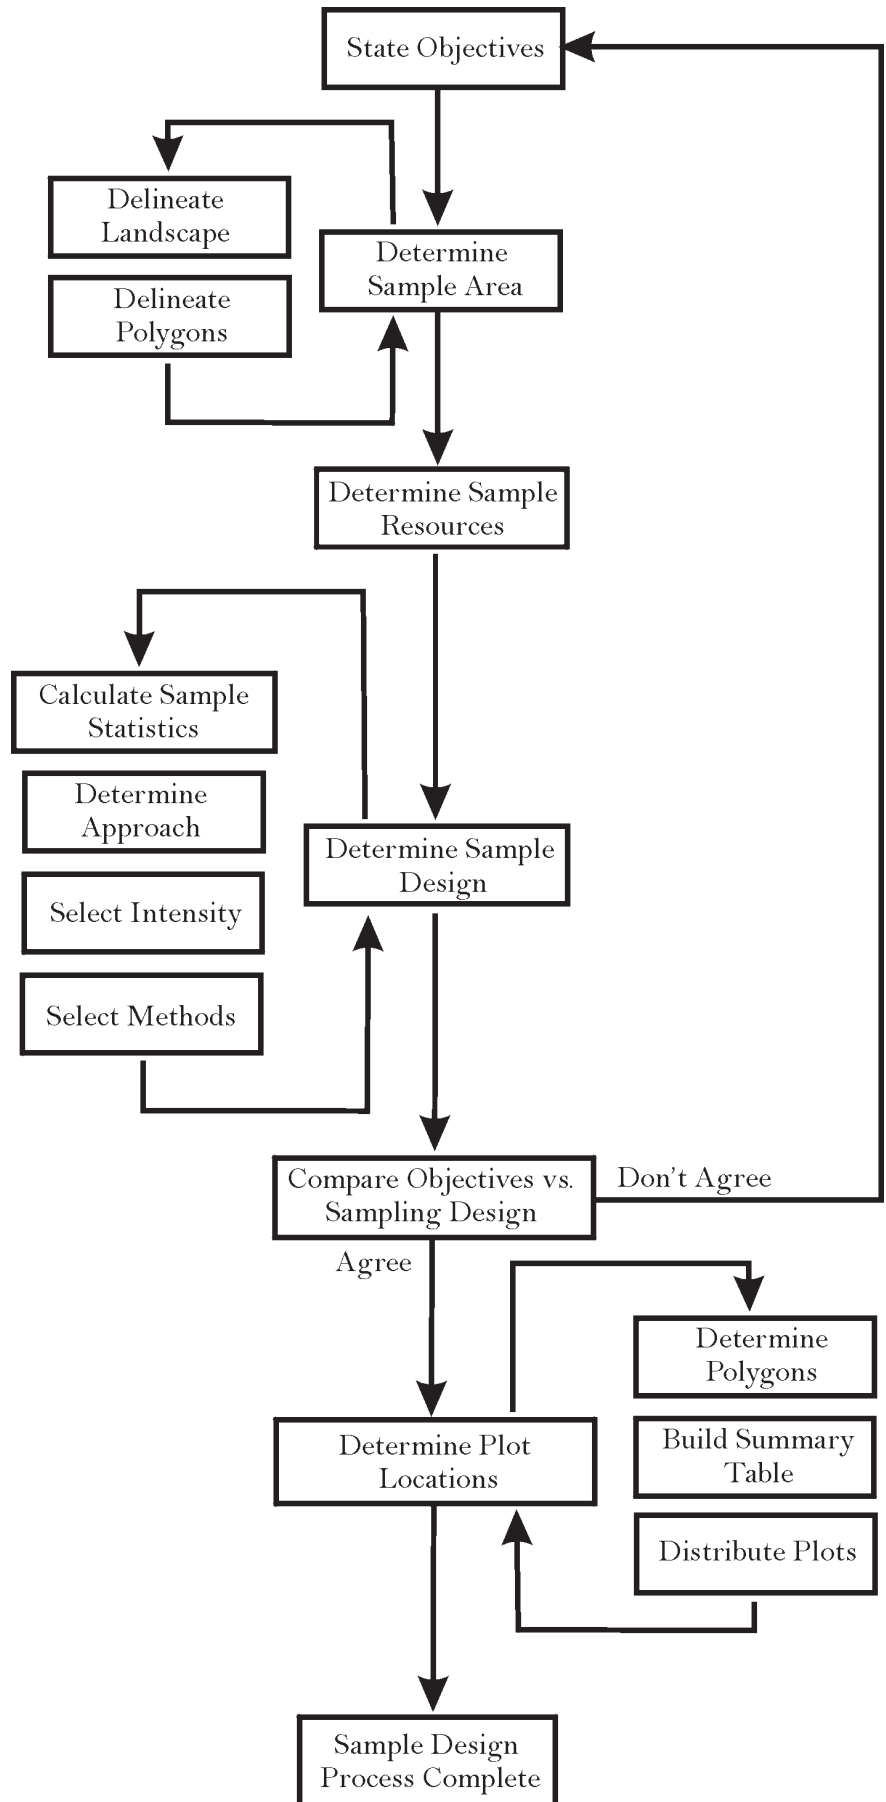 State Objectives
Delineate
Landscape
Determine
Sample Area
Delineate
Polygons
Determine Sample
Resources
Calculate Sample
Statistics
Determine
Approach
Determine Sample
Design
Select Intensity
Select Methods
Compare Objectives vs.
Sampling Design
Don't Agree
Agree
Determine
Polygons
Determine Plot
Locations
Build Summary
Table
Distribute Plots
Sample Design
Process Complete